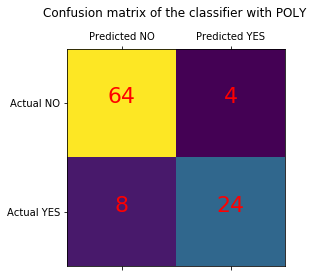 Confusion matrix of the classifier with POLY
Predicted NO Predicted YES
Actual NO 64 4
Actual YES 8 24